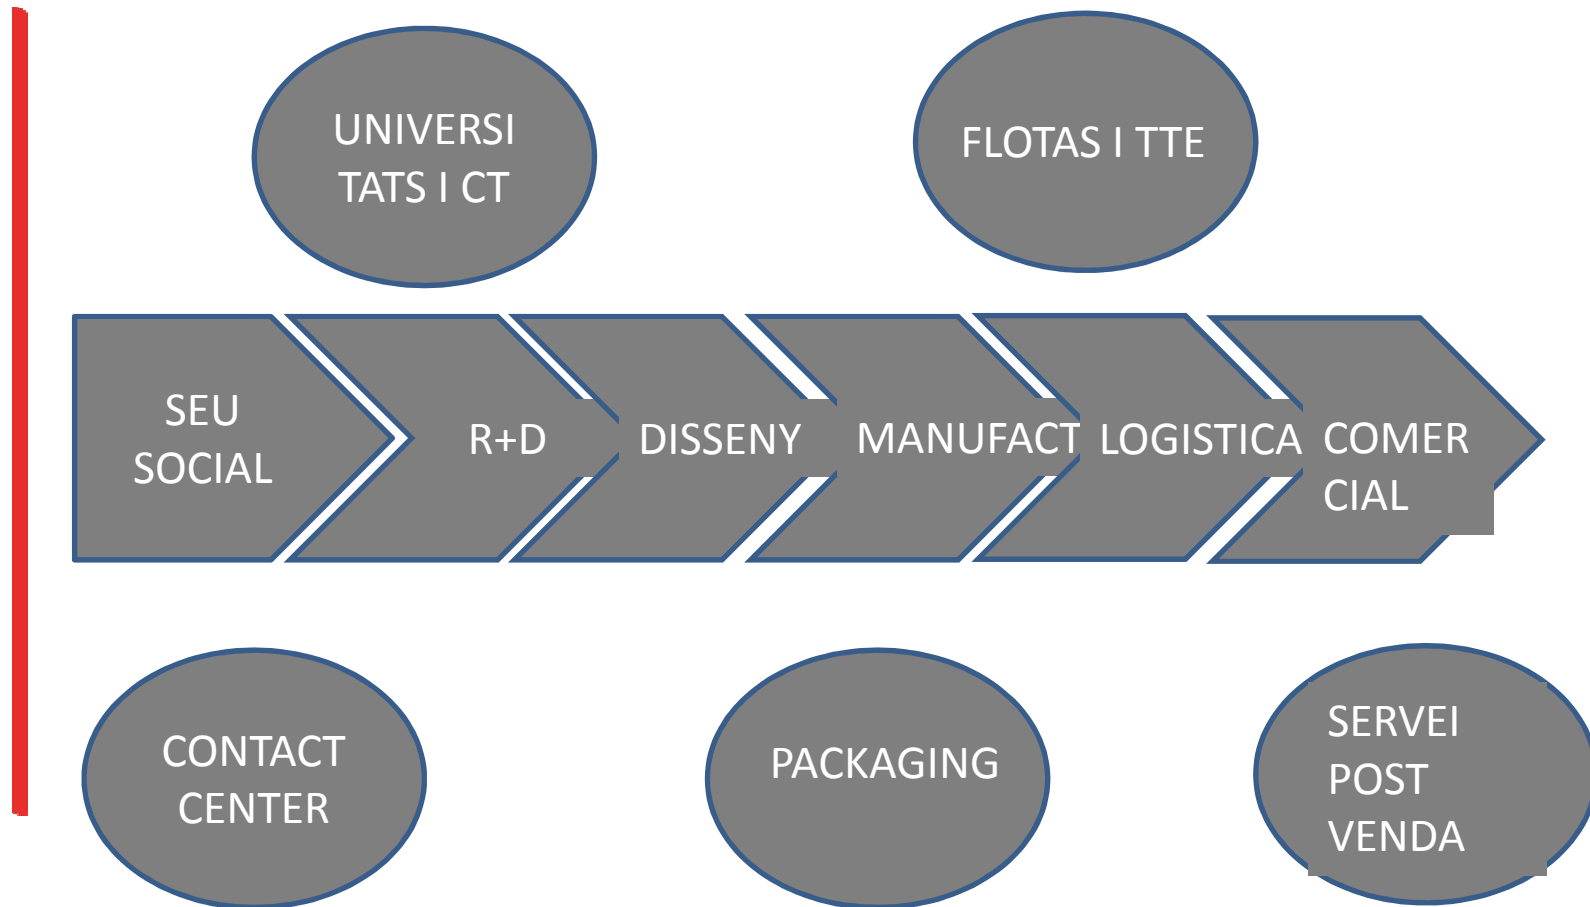 UNIVERSI
TATS I CT
FLOTAS I TTE
SEU
SOCIAL
R+D
DISSENY
MANUFACT
LOGISTICA
COMER
CIAL
CONTACT
CENTER
PACKAGING
SERVEI
POST
VENDA